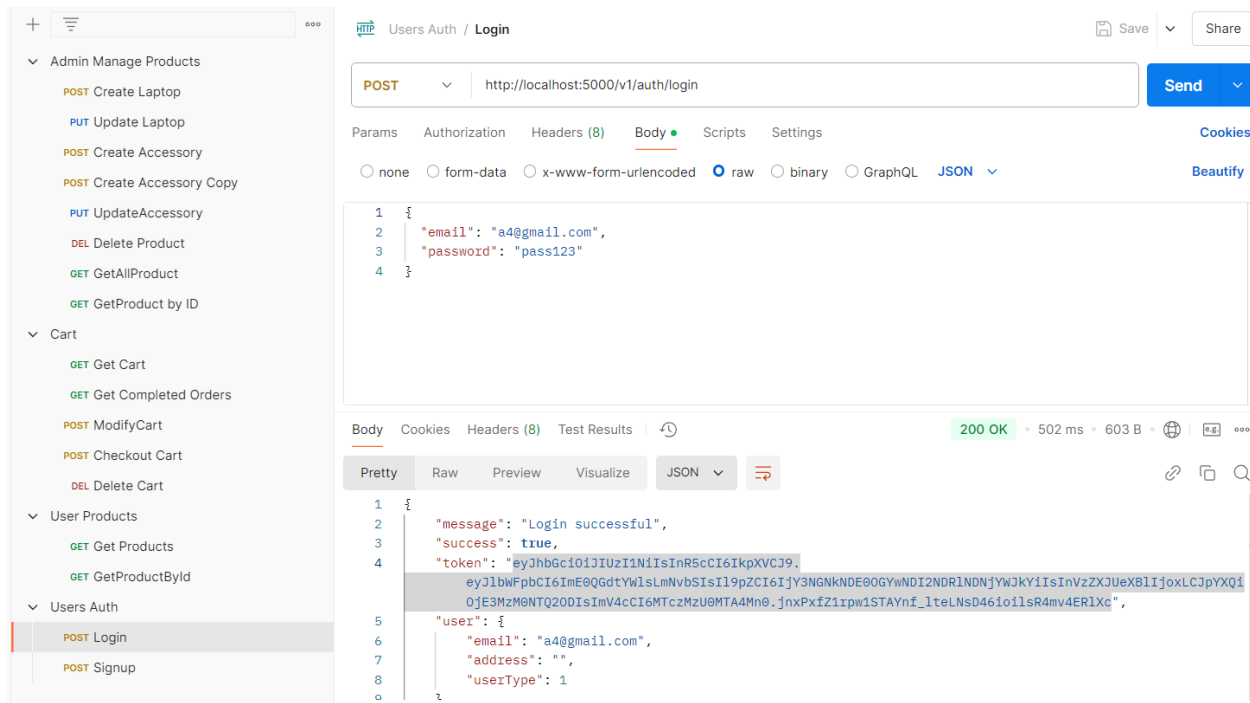 Users Auth / Login
Save
Share
Admin Manage Products
POST Create Laptop
PUT Update Laptop
POST Create Accessory
POST Create Accessory Copy
PUT UpdateAccessory
DEL Delete Product
GET GetAllProduct
GET GetProduct by ID
Cart
GET Get Cart
GET Get Completed Orders
POST ModifyCart
POST Checkout Cart
DEL Delete Cart
User Products
GET Get Products
GET GetProductById
Users Auth
POST Login
POST Signup
HTTP
POST http://localhost:5000/v1/auth/login Send
Params Authorization Headers (8) Body Scripts Settings Cookies
none form-data x-www-form-urlencoded raw binary GraphQL JSON Beautify
1 {
2 "email": "a4@gmail.com",
3 "password": "pass123"
4 }
Body Cookies Headers (8) Test Results 200 OK 502 ms 603 B e.g.
Pretty Raw Preview Visualize JSON
1 {
2 "message": "Login successful",
3 "success": true,
4 "token": "eyJhbGciOiJIUzI1NiIsInR5cCI6IkpXVCJ9.
eyJlbWFpbCI6ImE0QGdtYWlsLmNvbSIsIl9pZCI6IjY3NGNkNDE0OGYwNDI2NDRlNDNjYWJkYiIsInVzZXJUeXBlIjoxLCJpYXQi
OjE3MzM0NTQ2ODIsImV4cCI6MTczMzU0MTA4Mn0.jnxPxfZ1rpw1STAYnf_lteLNsD46ioilsR4mv4ERlXc",
5 "user": {
6 "email": "a4@gmail.com",
7 "address": "",
8 "userType": 1
9 }